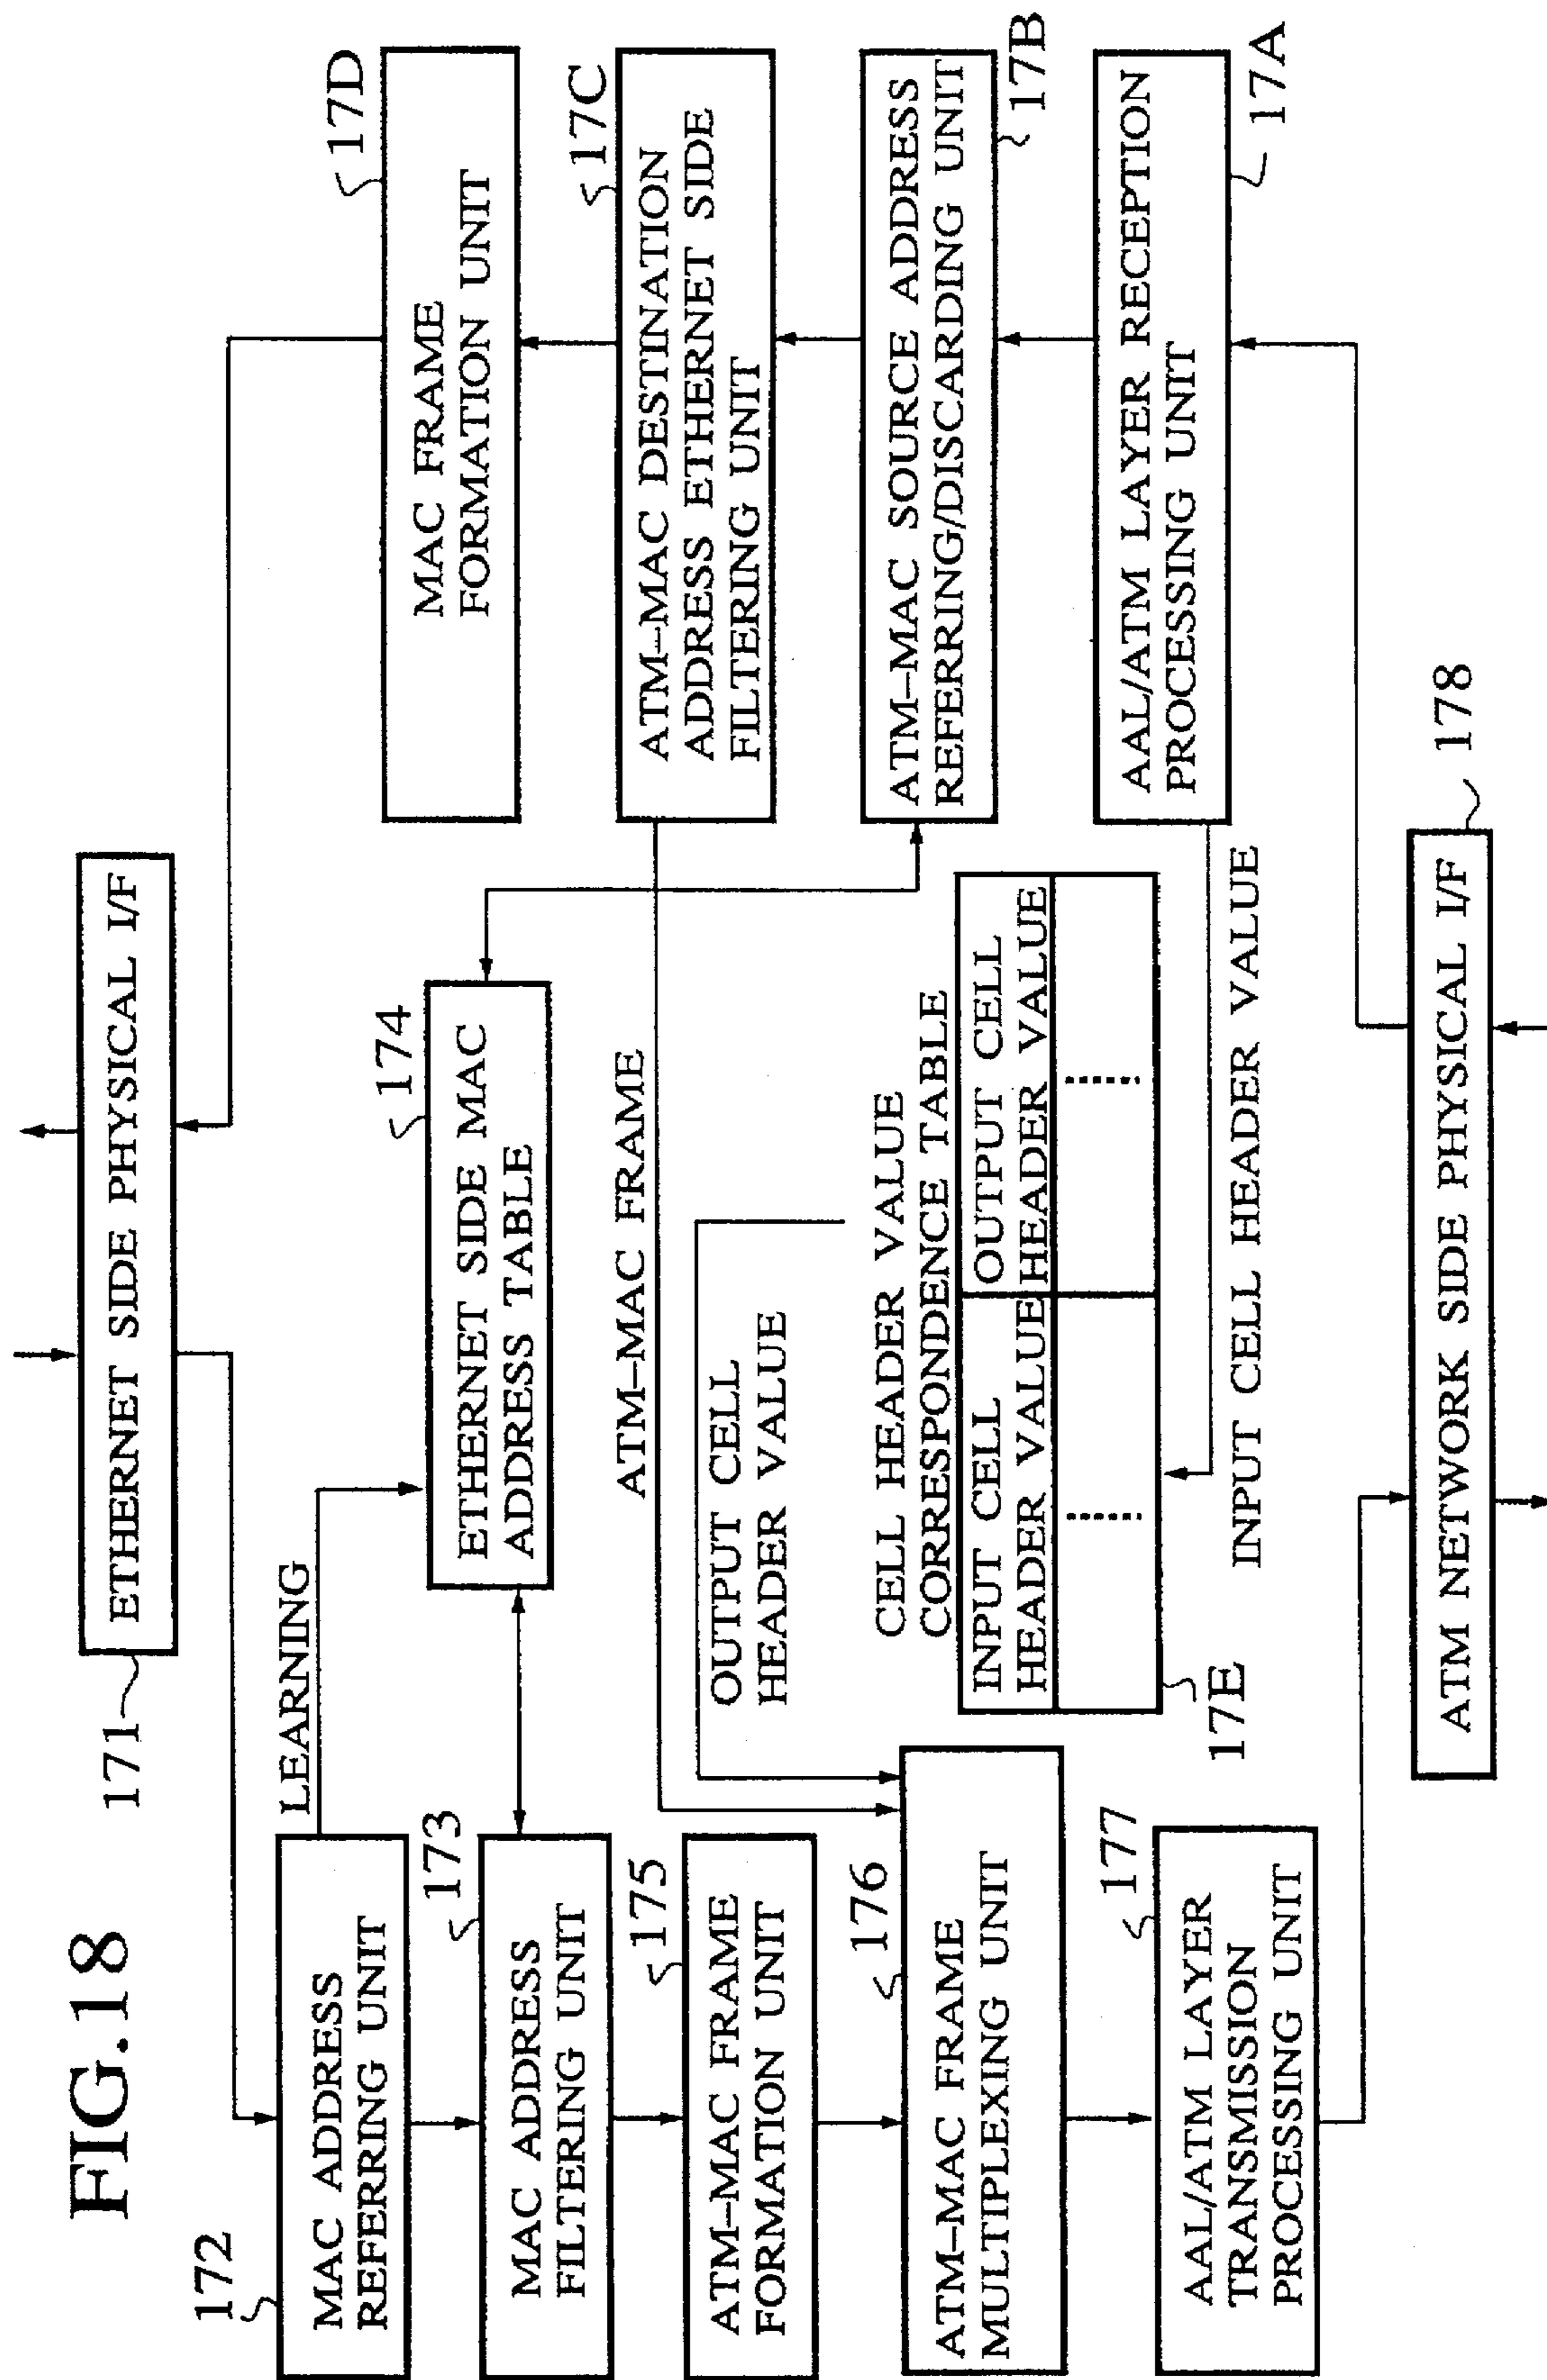 FIG.18
171
ETHERNET SIDE PHYSICAL I/F
172
MAC ADDRESS
REFERRING UNIT
LEARNING
173
MAC ADDRESS
FILTERING UNIT
174
ETHERNET SIDE MAC
ADDRESS TABLE
175
ATM–MAC FRAME
FORMATION UNIT
176
ATM–MAC FRAME
MULTIPLEXING UNIT
177
AAL/ATM LAYER
TRANSMISSION
PROCESSING UNIT
ATM–MAC FRAME
OUTPUT CELL
HEADER VALUE
CELL HEADER VALUE
CORRESPONDENCE TABLE
INPUT CELL
HEADER VALUE
OUTPUT CELL
HEADER VALUE
17E
INPUT CELL HEADER VALUE
178
ATM NETWORK SIDE PHYSICAL I/F
17D
MAC FRAME
FORMATION UNIT
17C
ATM–MAC DESTINATION
ADDRESS ETHERNET SIDE
FILTERING UNIT
17B
ATM–MAC SOURCE ADDRESS
REFERRING/DISCARDING UNIT
17A
AAL/ATM LAYER RECEPTION
PROCESSING UNIT